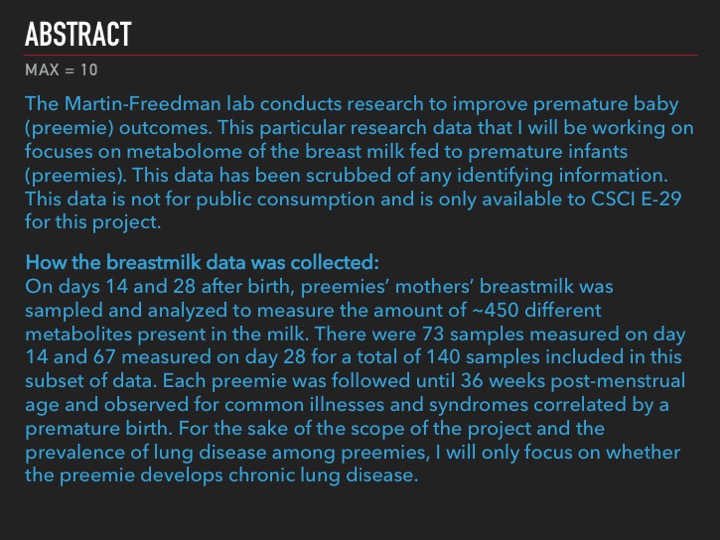 ABSTRACT
MAX = 10
The Martin-Freedman lab conducts research to improve premature baby
(preemie) outcomes. This particular research data that I will be working on
focuses on metabolome of the breast milk fed to premature infants
(preemies). This data has been scrubbed of any identifying information.
This data is not for public consumption and is only available to CSCI E-29
for this project.
How the breastmilk data was collected:
On days 14 and 28 after birth, preemies’ mothers’ breastmilk was
sampled and analyzed to measure the amount of ~450 different
metabolites present in the milk. There were 73 samples measured on day
14 and 67 measured on day 28 for a total of 140 samples included in this
subset of data. Each preemie was followed until 36 weeks post-menstrual
age and observed for common illnesses and syndromes correlated by a
premature birth. For the sake of the scope of the project and the
prevalence of lung disease among preemies, I will only focus on whether
the preemie develops chronic lung disease.